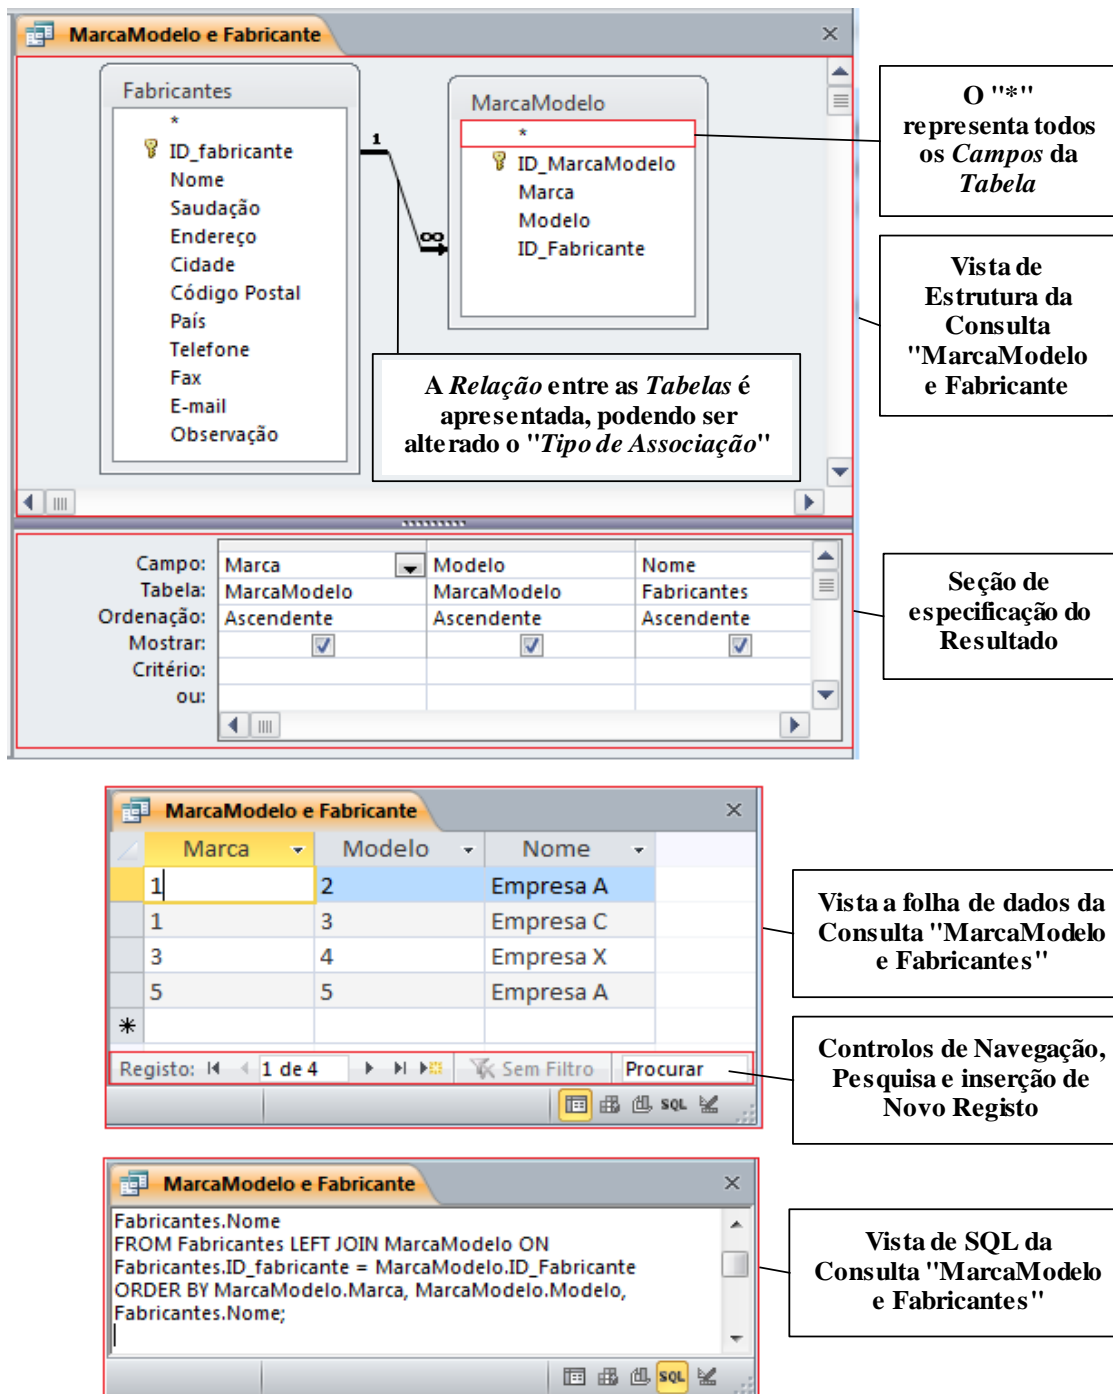 MarcaModelo e Fabricante
Fabricantes
*
ID_fabricante
Nome
Saudação
Endereço
Cidade
Código Postal
País
Telefone
Fax
E-mail
Observação
1
∞
MarcaModelo
*
ID_MarcaModelo
Marca
Modelo
ID_Fabricante
O "*"
representa todos
os Campos da
Tabela
Vista de
Estrutura da
Consulta
"MarcaModelo
e Fabricante
A Relação entre as Tabelas é
apresentada, podendo ser
alterado o "Tipo de Associação"
Campo: Marca Modelo Nome
Tabela: MarcaModelo MarcaModelo Fabricantes
Ordenação: Ascendente Ascendente Ascendente
Mostrar:
Critério:
ou:
Seção de
especificação do
Resultado
MarcaModelo e Fabricante
Marca Modelo Nome
1 2 Empresa A
1 3 Empresa C
3 4 Empresa X
5 5 Empresa A
Registo: 1 de 4 Sem Filtro Procurar
SQL
Vista a folha de dados da
Consulta "MarcaModelo
e Fabricantes"
Controlos de Navegação,
Pesquisa e inserção de
Novo Registo
MarcaModelo e Fabricante
Fabricantes.Nome
FROM Fabricantes LEFT JOIN MarcaModelo ON
Fabricantes.ID_fabricante = MarcaModelo.ID_Fabricante
ORDER BY MarcaModelo.Marca, MarcaModelo.Modelo,
Fabricantes.Nome;
SQL
Vista de SQL da
Consulta "MarcaModelo
e Fabricantes"